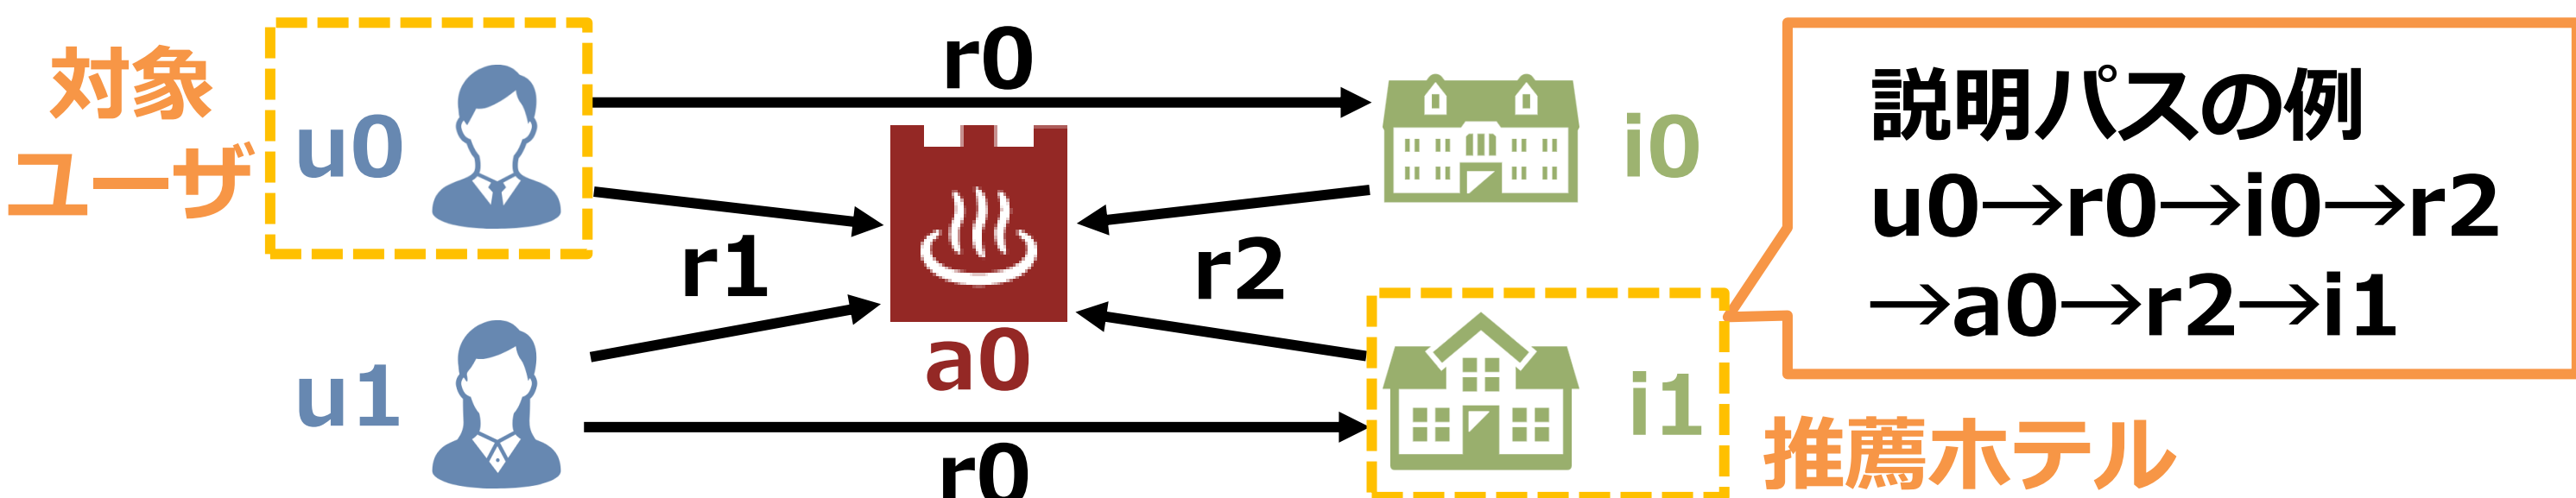 対象
ユーザ
u0
r0
i0
r1
a0
r2
u1
r0
i1
推薦ホテル
説明パスの例
u0→r0→i0→r2
→a0→r2→i1